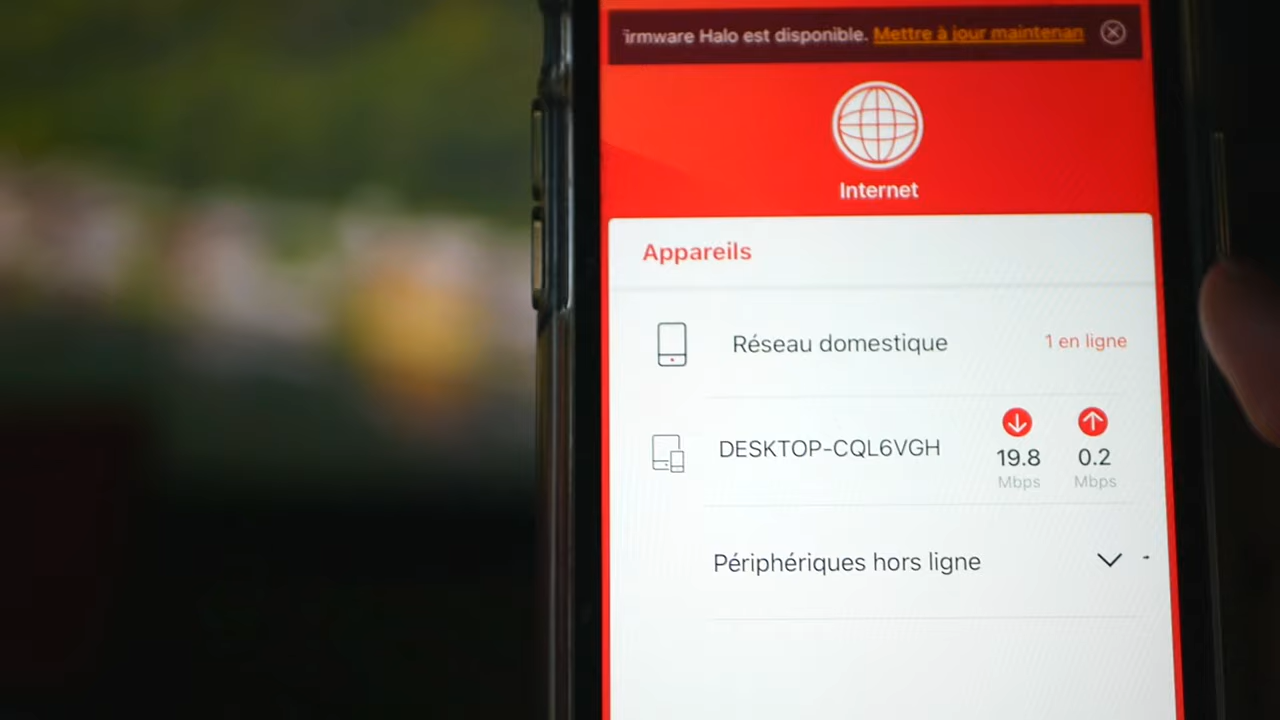 irmware Halo est disponible. Mettre à jour maintenan
Internet
Appareils
Réseau domestique 1 en ligne
DESKTOP-CQL6VGH 19.8 Mbps 0.2 Mbps
Périphériques hors ligne